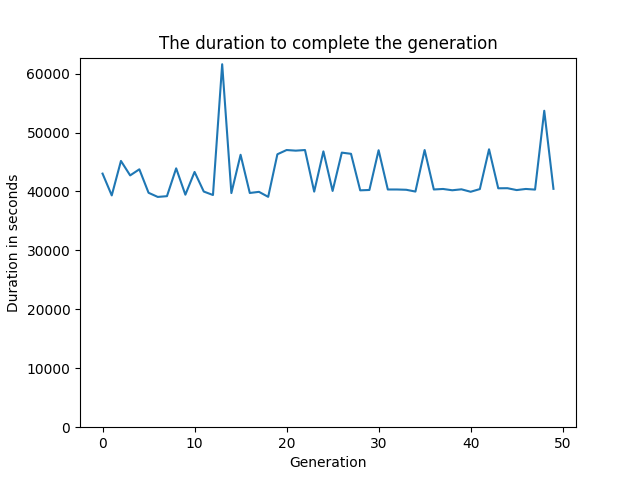 The duration to complete the generation
60000
50000
40000
30000
20000
10000
0
Duration in seconds
0 10 20 30 40 50
Generation